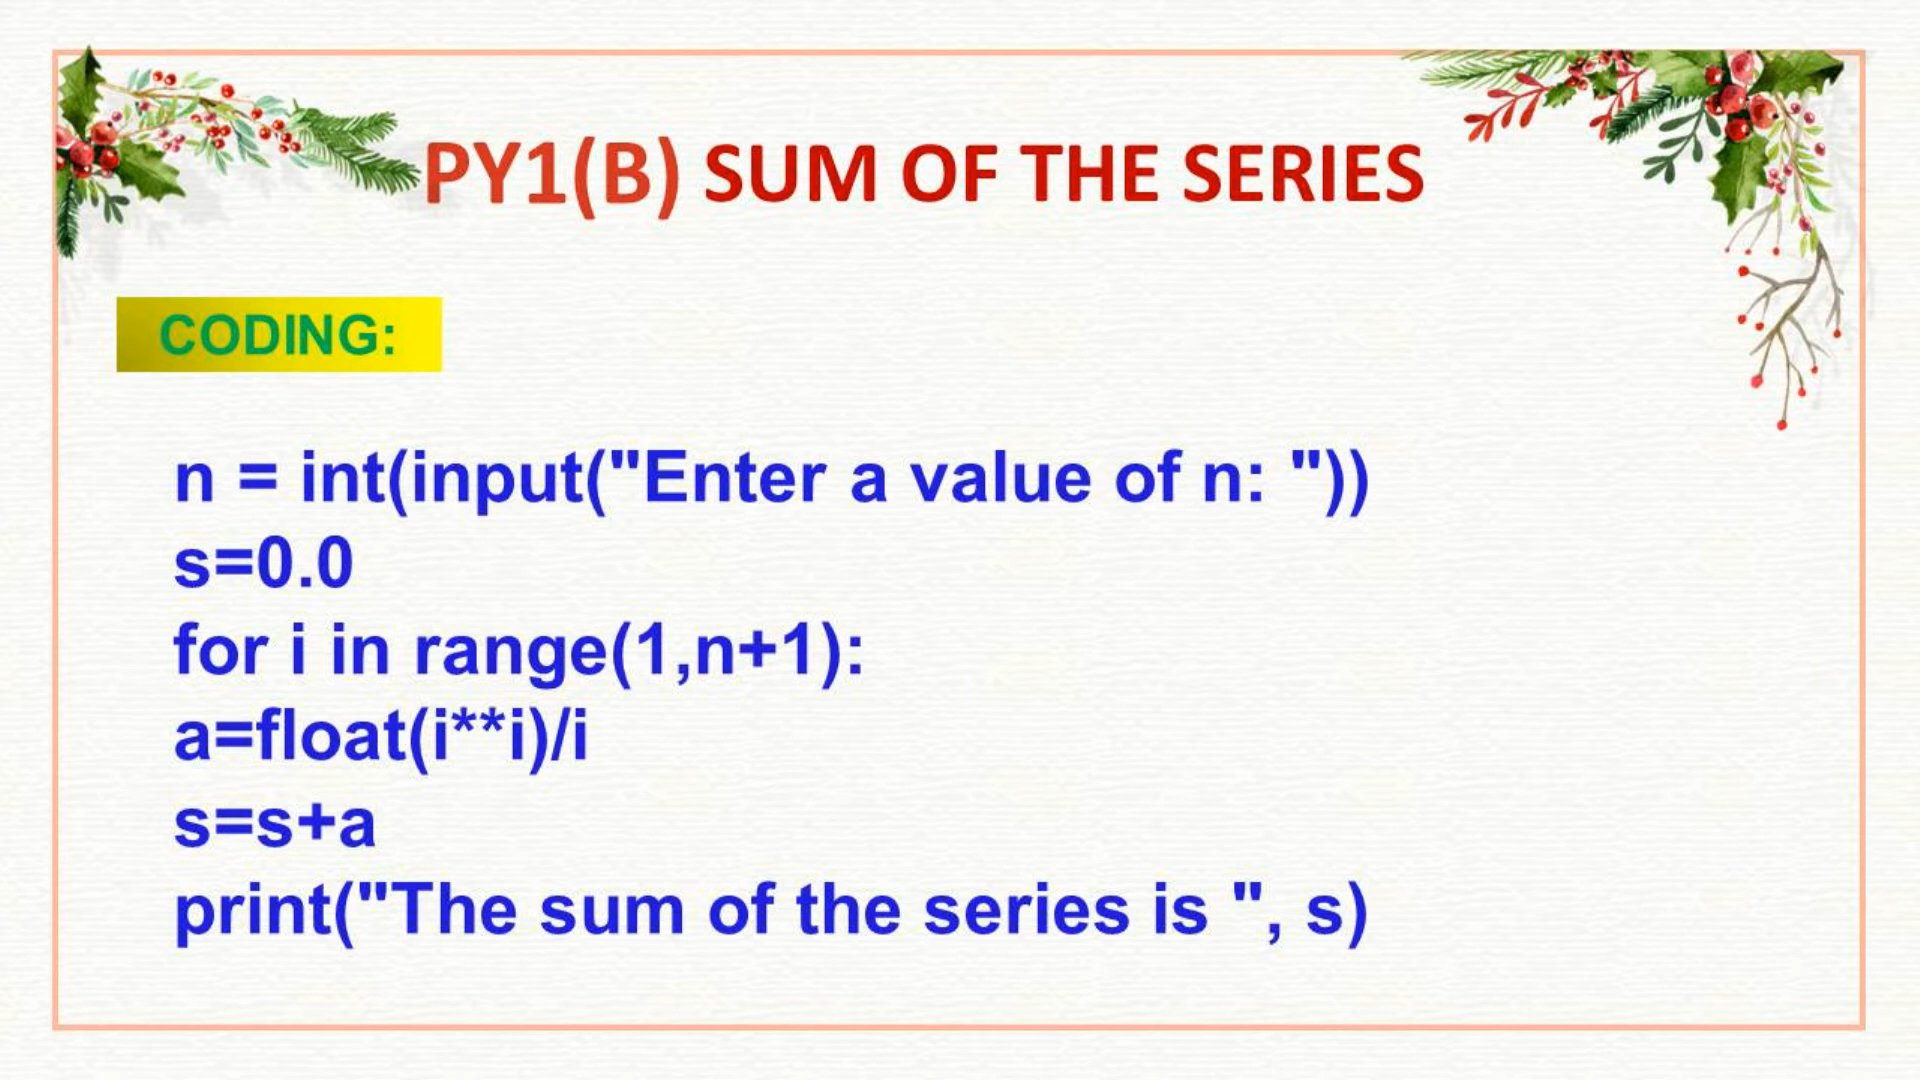 PY1(B) SUM OF THE SERIES
CODING:
n = int(input("Enter a value of n: "))
s=0.0
for i in range(1,n+1):
a=float(i**i)/i
s=s+a
print("The sum of the series is ", s)